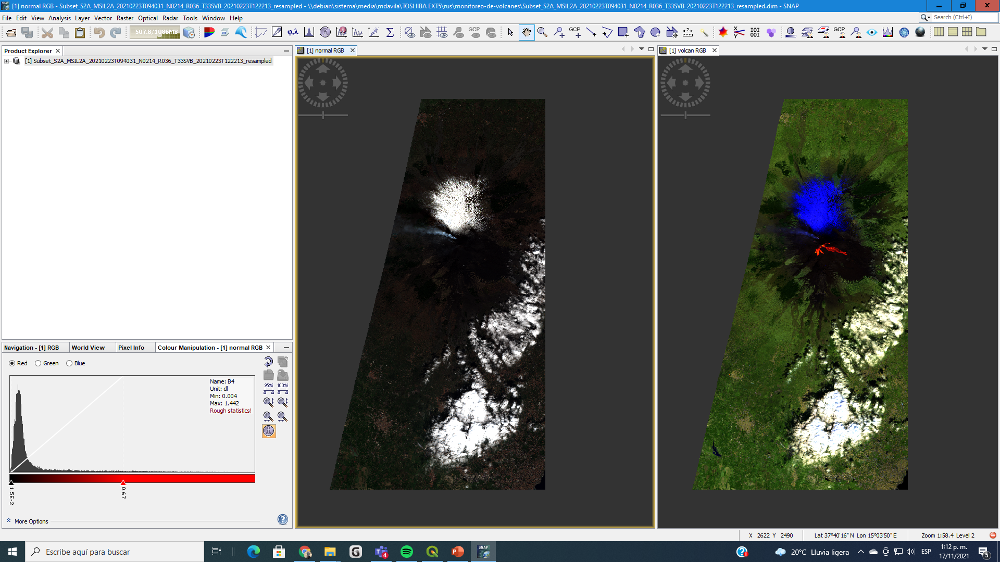 [1] normal RGB - Subset_S2A_MSIL2A_20210223T094031_N0214_R036_T33SVB_20210223T122213_resampled - \\debian\sistema\media\mdavila\TOSHIBA EXT5\rus\monitoreo-de-volcanes\Subset_S2A_MSIL2A_20210223T094031_N0214_R036_T33SVB_20210223T122213_resampled.dim - SNAP
File Edit View Analysis Layer Vector Raster Optical Radar Tools Window Help
Search (Ctrl+I)
507.8/1086MB
φ,λ
Σ
GCP
GCP
IOI
OOI
GCP
Product Explorer
[1] normal RGB
[1] volcan RGB
[1] Subset_S2A_MSIL2A_20210223T094031_N0214_R036_T33SVB_20210223T122213_resampled
Navigation - [1] RGB
World View
Pixel Info
Colour Manipulation - [1] normal RGB
Red Green Blue
Name: B4
Unit: dl
Min: 0.004
Max: 1.442
Rough statistics!
95% 100%
1.5E-2
0.67
More Options
X 2622 Y 2490
Lat 37°40'16" N Lon 15°03'50" E
Zoom 1:58.4 Level 2
Escribe aquí para buscar
4
SNAP
20°C Lluvia ligera
ESP
1:12 p. m.
17/11/2021
5